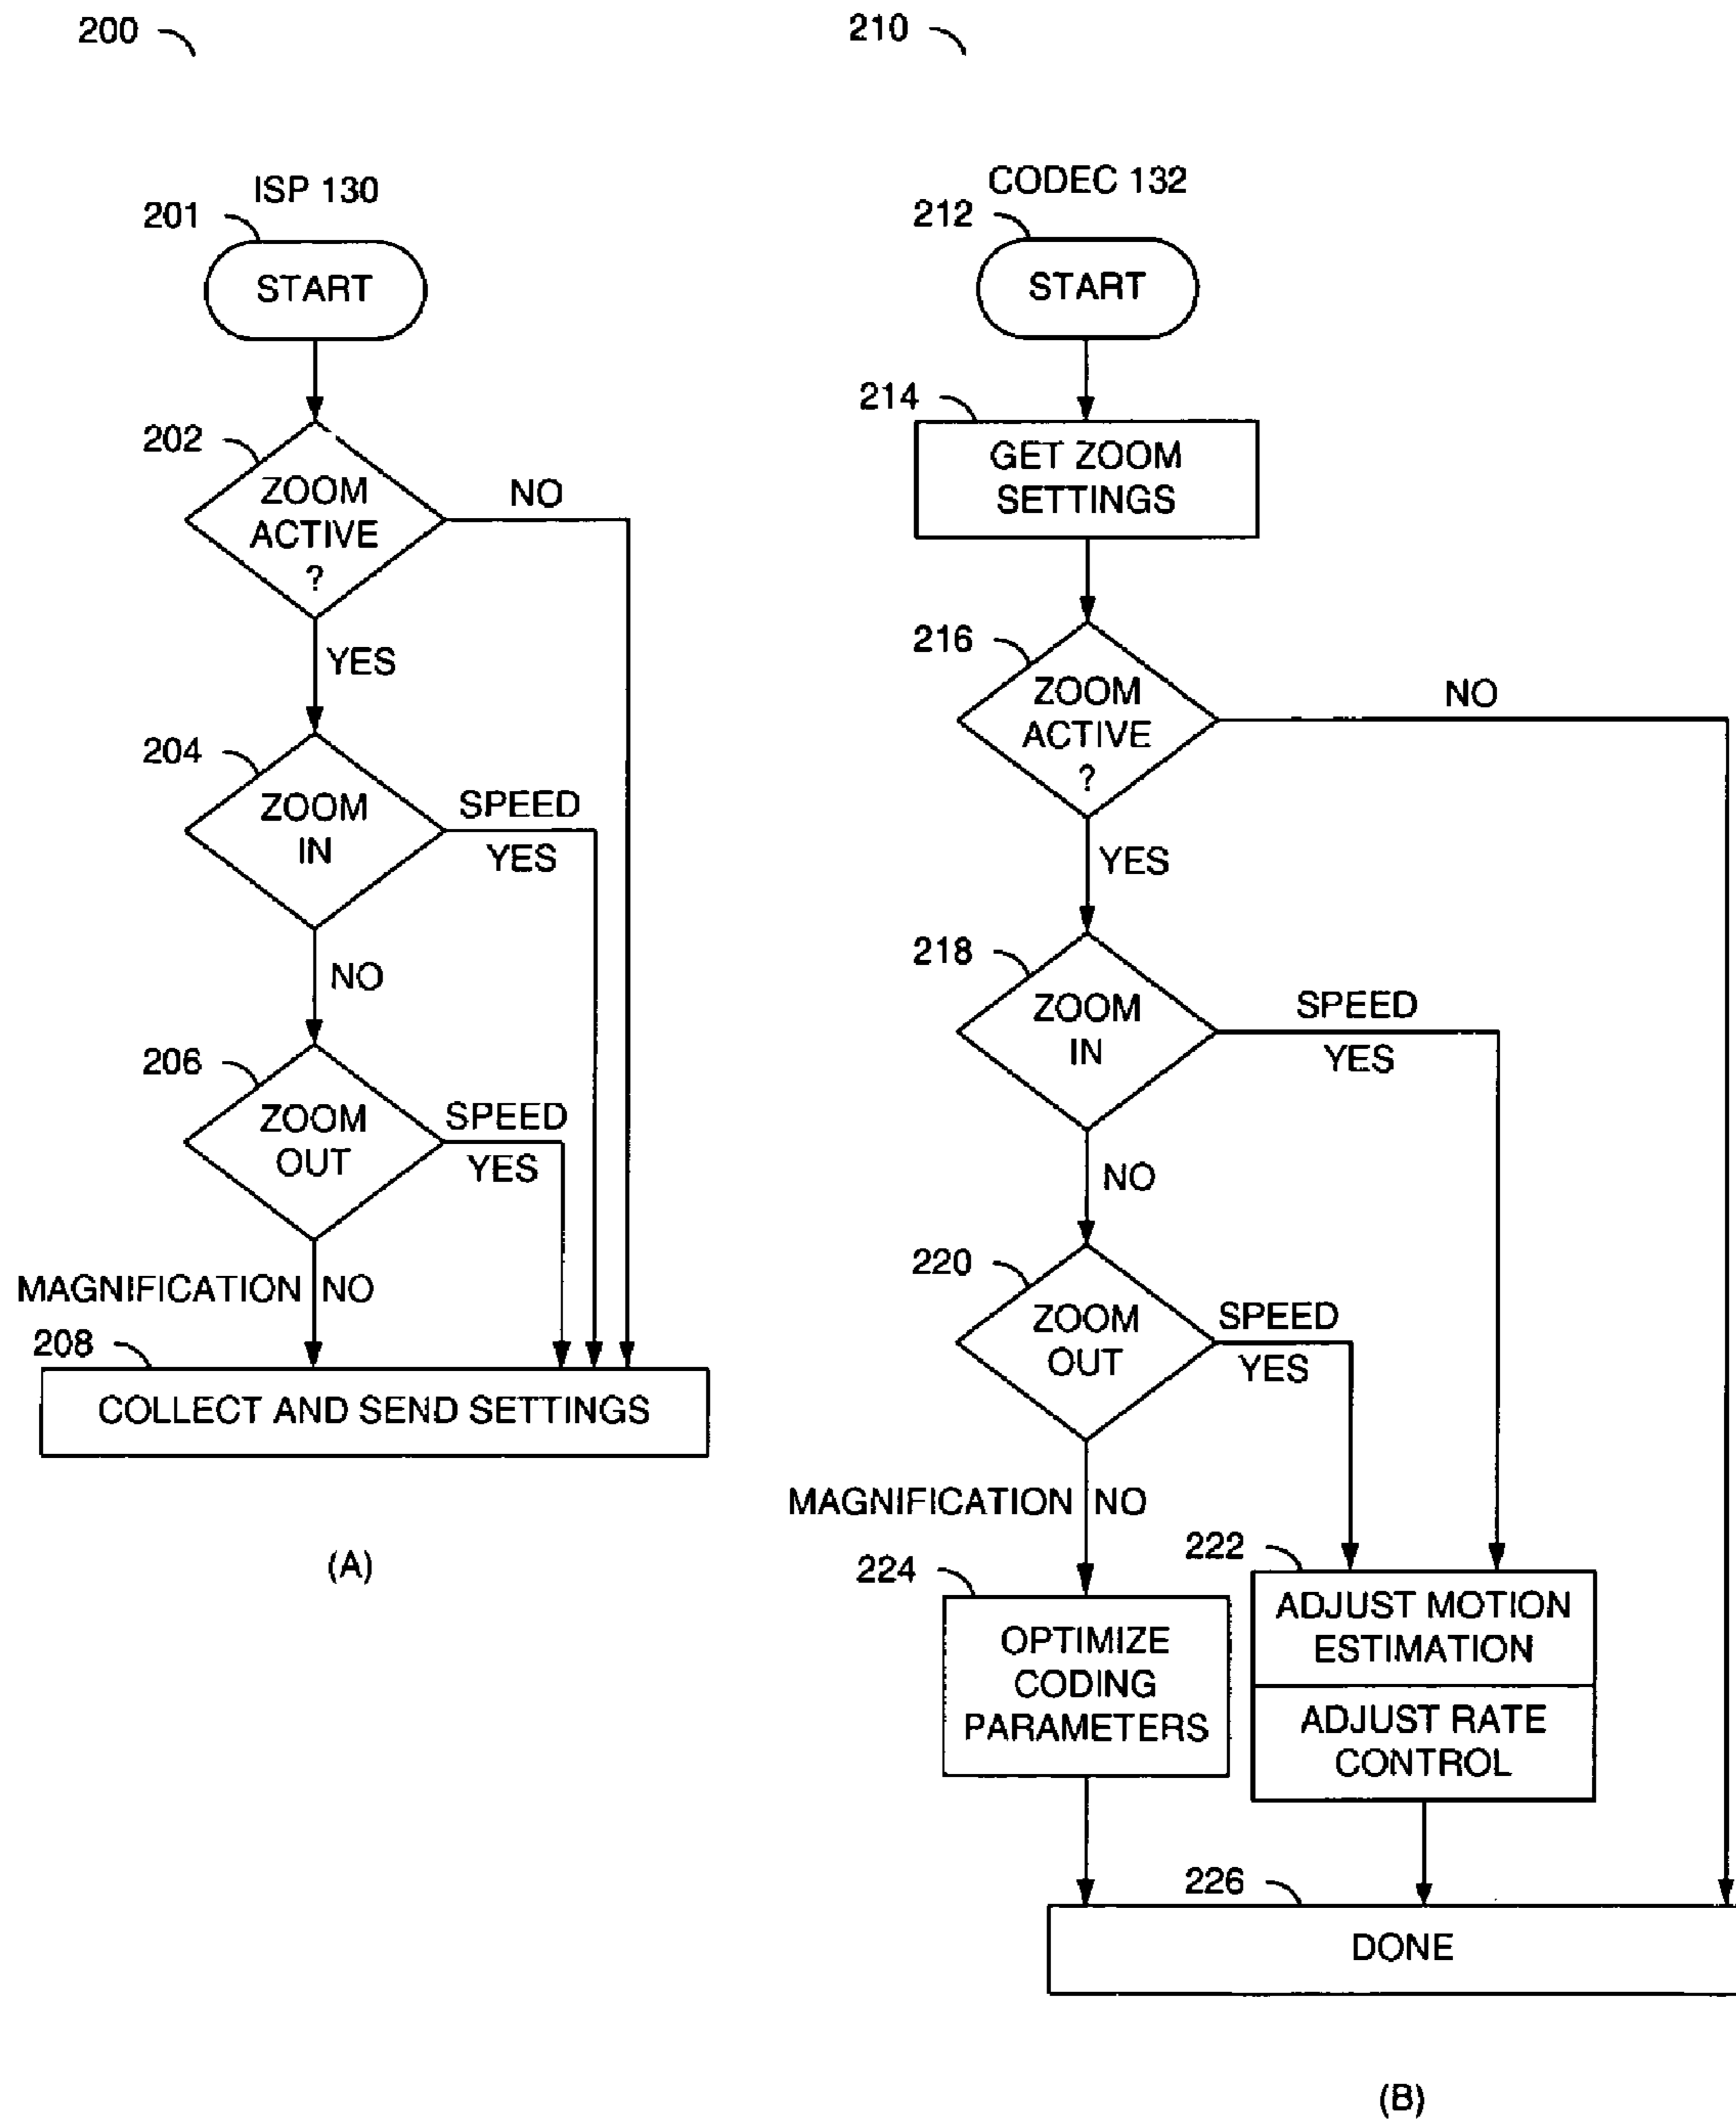 200
210
ISP 130
201
START
202
ZOOM
ACTIVE
?
NO
YES
204
ZOOM
IN
SPEED
YES
NO
206
ZOOM
OUT
SPEED
YES
MAGNIFICATION
NO
208
COLLECT AND SEND SETTINGS
(A)
CODEC 132
212
START
214
GET ZOOM
SETTINGS
216
ZOOM
ACTIVE
?
NO
YES
218
ZOOM
IN
SPEED
YES
NO
220
ZOOM
OUT
SPEED
YES
MAGNIFICATION
NO
224
OPTIMIZE
CODING
PARAMETERS
222
ADJUST MOTION
ESTIMATION
ADJUST RATE
CONTROL
226
DONE
(B)